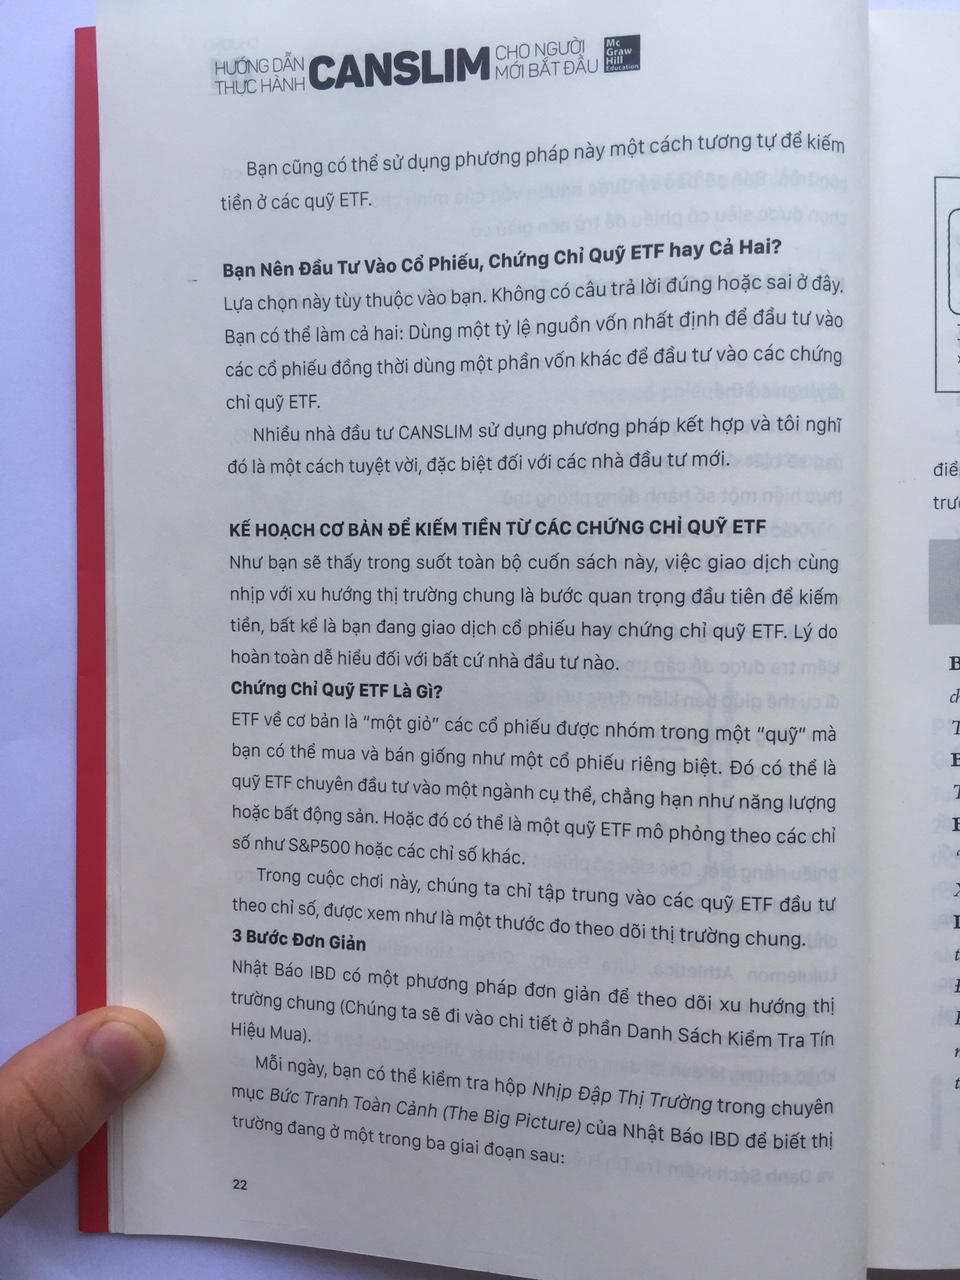 HƯỚNG DẪN
THỰC HÀNH
CANSLIM
CHO NGƯỜI
MỚI BẮT ĐẦU
Mc
Graw
Hill
Education
Bạn cũng có thể sử dụng phương pháp này một cách tương tự để kiếm
tiền ở các quỹ ETF.
Bạn Nên Đầu Tư Vào Cổ Phiếu, Chứng Chỉ Quỹ ETF hay Cả Hai?
Lựa chọn này tùy thuộc vào bạn. Không có câu trả lời đúng hoặc sai ở đây.
Bạn có thể làm cả hai: Dùng một tỷ lệ nguồn vốn nhất định để đầu tư vào
các cổ phiếu đồng thời dùng một phần vốn khác để đầu tư vào các chứng
chỉ quỹ ETF.
Nhiều nhà đầu tư CANSLIM sử dụng phương pháp kết hợp và tôi nghĩ
đó là một cách tuyệt vời, đặc biệt đối với các nhà đầu tư mới.
KẾ HOẠCH CƠ BẢN ĐỂ KIẾM TIỀN TỪ CÁC CHỨNG CHỈ QUỸ ETF
Như bạn sẽ thấy trong suốt toàn bộ cuốn sách này, việc giao dịch cùng
nhịp với xu hướng thị trường chung là bước quan trọng đầu tiên để kiếm
tiền, bất kể là bạn đang giao dịch cổ phiếu hay chứng chỉ quỹ ETF. Lý do
hoàn toàn dễ hiểu đối với bất cứ nhà đầu tư nào.
Chứng Chỉ Quỹ ETF Là Gì?
ETF về cơ bản là “một giỏ” các cổ phiếu được nhóm trong một “quỹ” mà
bạn có thể mua và bán giống như một cổ phiếu riêng biệt. Đó có thể là
quỹ ETF chuyên đầu tư vào một ngành cụ thể, chẳng hạn như năng lượng
hoặc bất động sản. Hoặc đó có thể là một quỹ ETF mô phỏng theo các chỉ
số như S&P500 hoặc các chỉ số khác.
Trong cuộc chơi này, chúng ta chỉ tập trung vào các quỹ ETF đầu tư
theo chỉ số, được xem như là một thước đo theo dõi thị trường chung.
3 Bước Đơn Giản
Nhật Báo IBD có một phương pháp đơn giản để theo dõi xu hướng thị
trường chung (Chúng ta sẽ đi vào chi tiết ở phần Danh Sách Kiểm Tra Tín
Hiệu Mua).
Mỗi ngày, bạn có thể kiểm tra hộp Nhịp Đập Thị Trường trong chuyên
mục Bức Tranh Toàn Cảnh (The Big Picture) của Nhật Báo IBD để biết thị
trường đang ở một trong ba giai đoạn sau:
22